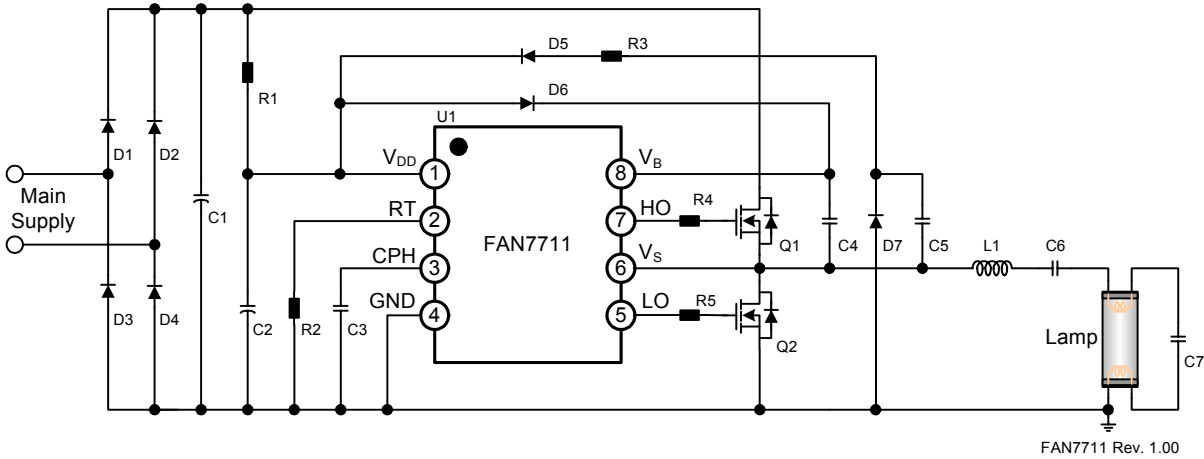 D5
R3
D6
R1
U1
D1
D2
VDD
1
8
VB
Main
Supply
C1
RT
2
FAN7711
7
HO
R4
Q1
C4
D7
C5
L1
C6
CPH
3
6
VS
D3
D4
C2
R2
C3
GND
4
5
LO
R5
Q2
Lamp
C7
FAN7711 Rev. 1.00